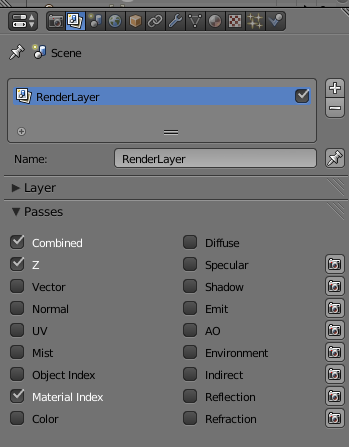 Scene
RenderLayer
Name: RenderLayer
Layer
Passes
Combined Diffuse
Z Specular
Vector Shadow
Normal Emit
UV AO
Mist Environment
Object Index Indirect
Material Index Reflection
Color Refraction